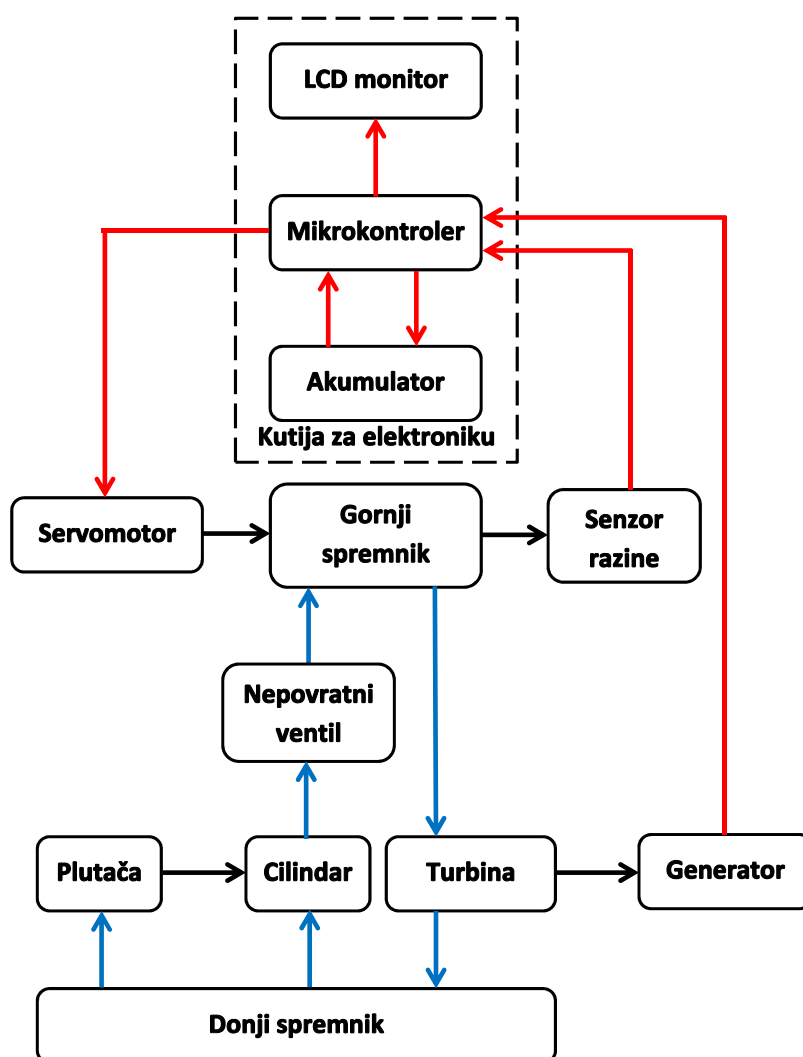 LCD monitor
Mikrokontroler
Akumulator
Kutija za elektroniku
Servomotor
Gornji
spremnik
Senzor
razine
Nepovratni
ventil
Plutača
Cilindar
Turbina
Generator
Donji spremnik